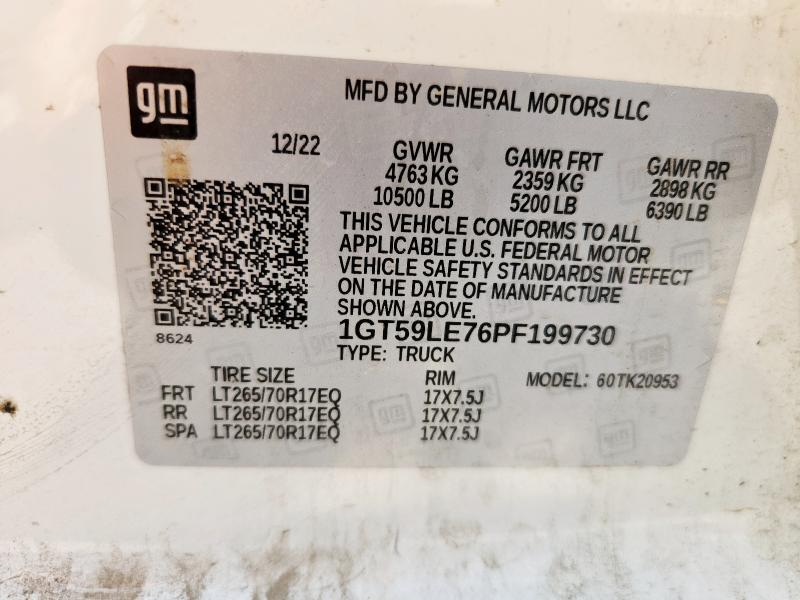 gm
MFD BY GENERAL MOTORS LLC
12/22
GVWR GAWR FRT GAWR RR
4763 KG 2359 KG 2898 KG
10500 LB 5200 LB 6390 LB
THIS VEHICLE CONFORMS TO ALL
APPLICABLE U.S. FEDERAL MOTOR
VEHICLE SAFETY STANDARDS IN EFFECT
ON THE DATE OF MANUFACTURE
SHOWN ABOVE.
8624
1GT59LE76PF199730
TYPE: TRUCK
TIRE SIZE RIM MODEL: 60TK20953
FRT LT265/70R17EQ 17X7.5J
RR LT265/70R17EQ 17X7.5J
SPA LT265/70R17EQ 17X7.5J